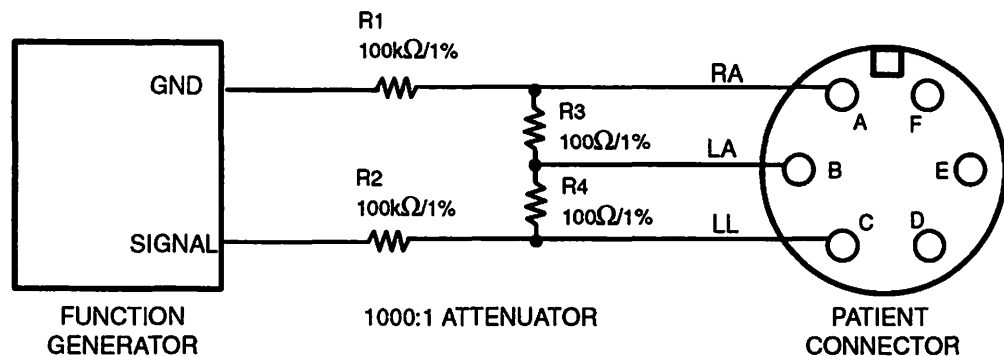 R1
100kΩ/1%
GND
RA
A
F
R3
100Ω/1%
LA
B
E
R2
100kΩ/1%
R4
100Ω/1%
SIGNAL
LL
C
D
FUNCTION
GENERATOR
1000:1 ATTENUATOR
PATIENT
CONNECTOR